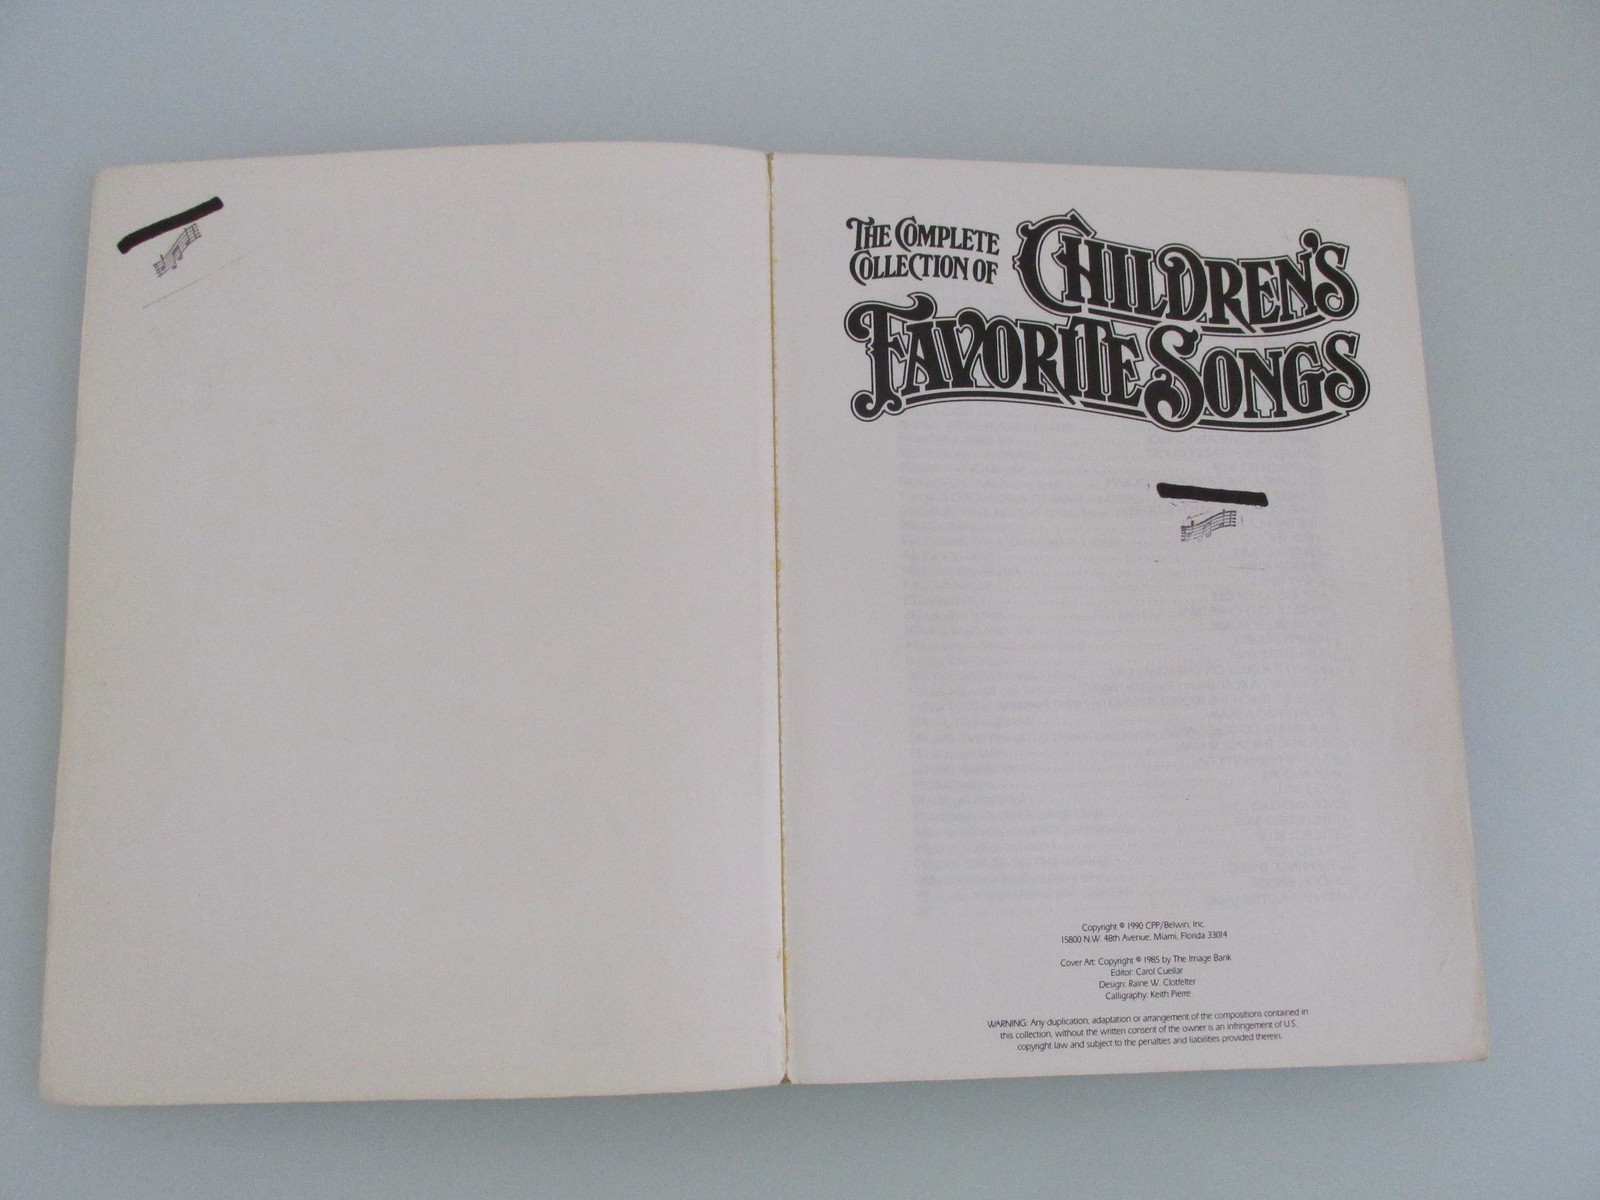 THE COMPLETE
COLLECTION OF
CHILDREN'S
FAVORITE SONGS
Copyright © 1990 CPP/Belwin, Inc.
15800 N.W. 48th Avenue, Miami, Florida 33014
Cover Art: Copyright © 1985 by The Image Bank
Editor: Carol Cuellar
Design: Raine W. Clotfelter
Calligraphy: Keith Pierre
WARNING: Any duplication, adaptation or arrangement of the compositions contained in
this collection, without the written consent of the owner is an infringement of U.S.
copyright law and subject to the penalties and liabilities provided therein.